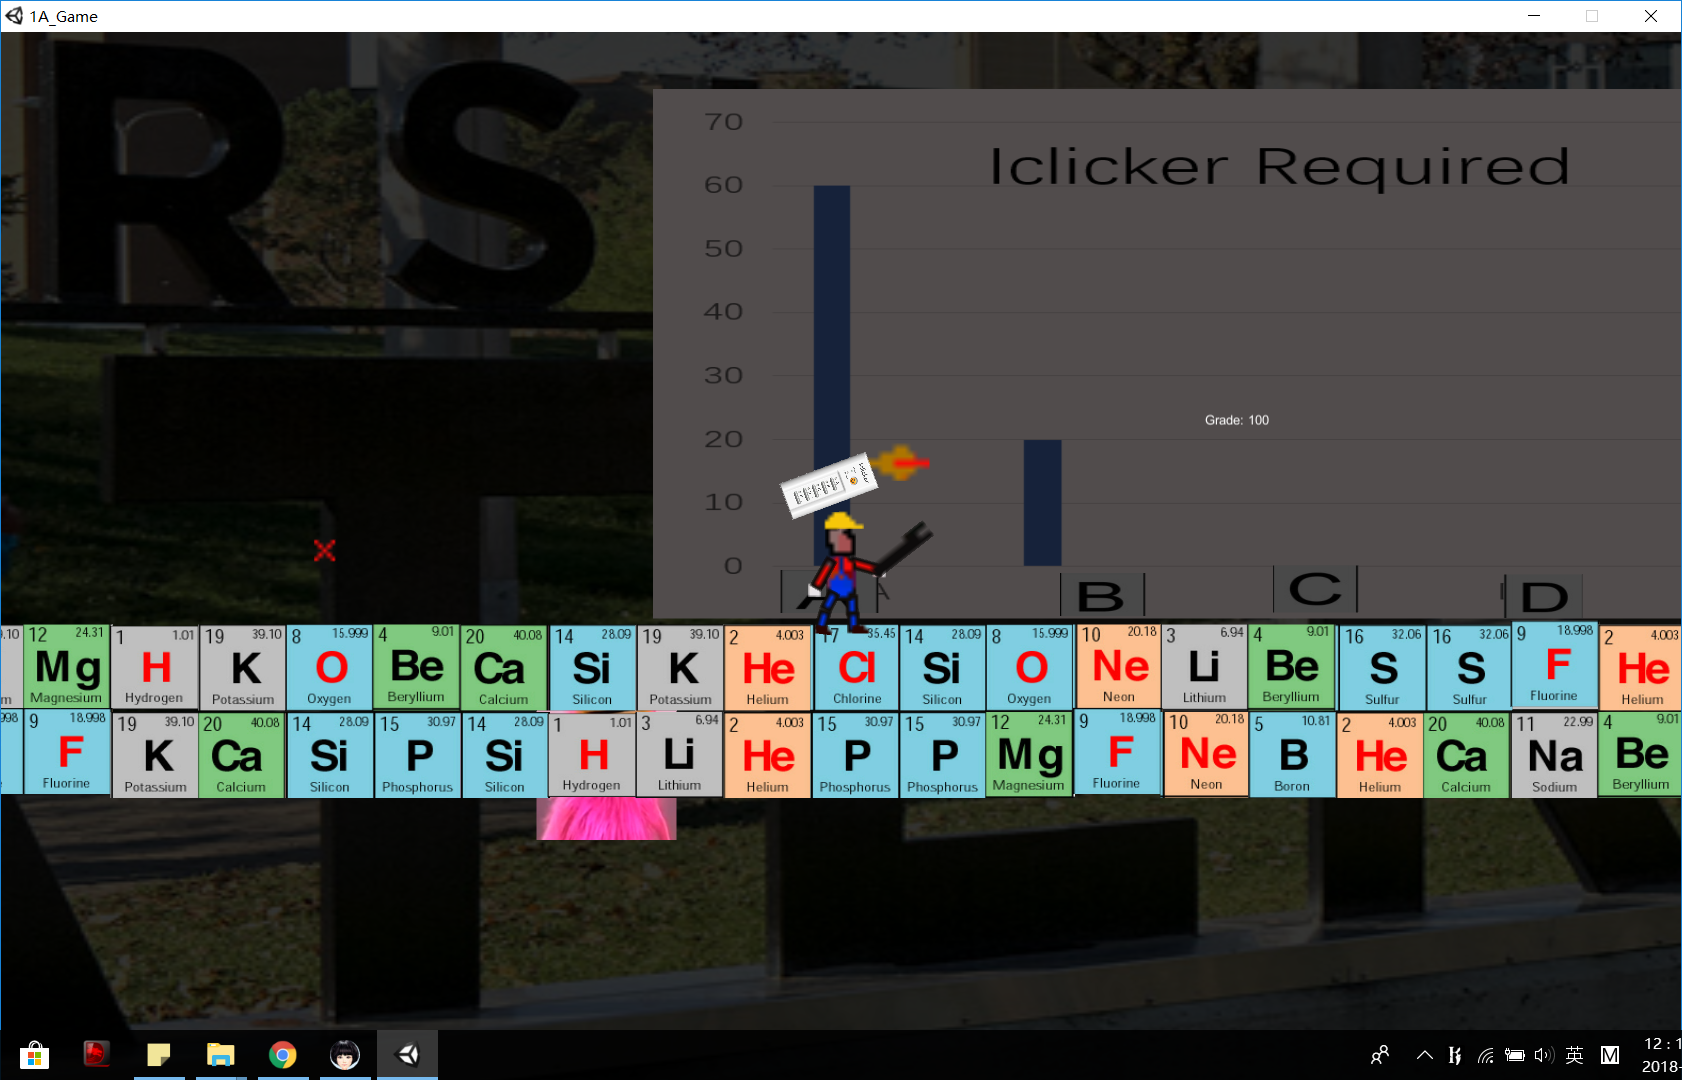 1A_Game
RS
70
Iclicker Required
60
50
40
30
Grade: 100
20
iclicker
10
0
A
B
C
D
.10 12 24.31 1 1.01 19 39.10 8 15.999 4 9.01 20 40.08 14 28.09 19 39.10 2 4.003 17 35.45 14 28.09 8 15.999 10 20.18 3 6.94 4 9.01 16 32.06 16 32.06 9 18.998 2 4.003
Mg H K O Be Ca Si K He Cl Si O Ne Li Be S S F He
m Magnesium Hydrogen Potassium Oxygen Beryllium Calcium Silicon Potassium Helium Chlorine Silicon Oxygen Neon Lithium Beryllium Sulfur Sulfur Fluorine Helium
998 9 18.998 19 39.10 20 40.08 14 28.09 15 30.97 14 28.09 1 1.01 3 6.94 2 4.003 15 30.97 15 30.97 12 24.31 9 18.998 10 20.18 5 10.81 2 4.003 20 40.08 11 22.99 4 9.01
F K Ca Si P Si H Li He P P Mg F Ne B He Ca Na Be
Fluorine Potassium Calcium Silicon Phosphorus Silicon Hydrogen Lithium Helium Phosphorus Phosphorus Magnesium Fluorine Neon Boron Helium Calcium Sodium Beryllium
英 M
12 : 1
2018-